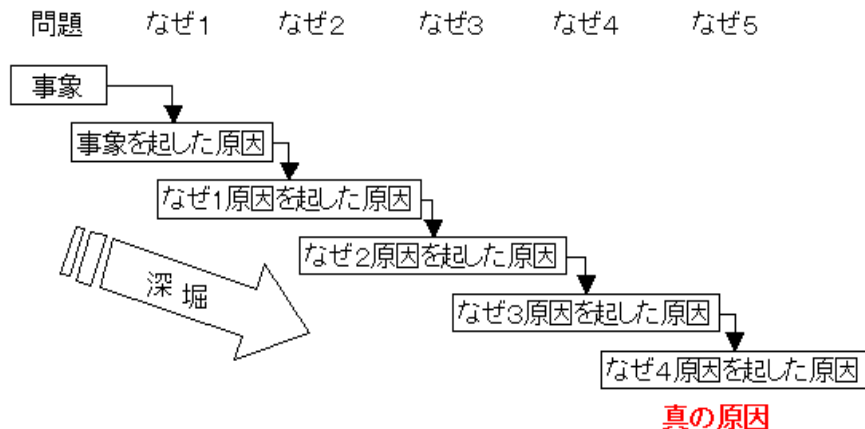 問題 なぜ1 なぜ2 なぜ3 なぜ4 なぜ5
事象
事象を起した原因
なぜ1原因を起した原因
なぜ2原因を起した原因
深堀
なぜ3原因を起した原因
なぜ4原因を起した原因
真の原因